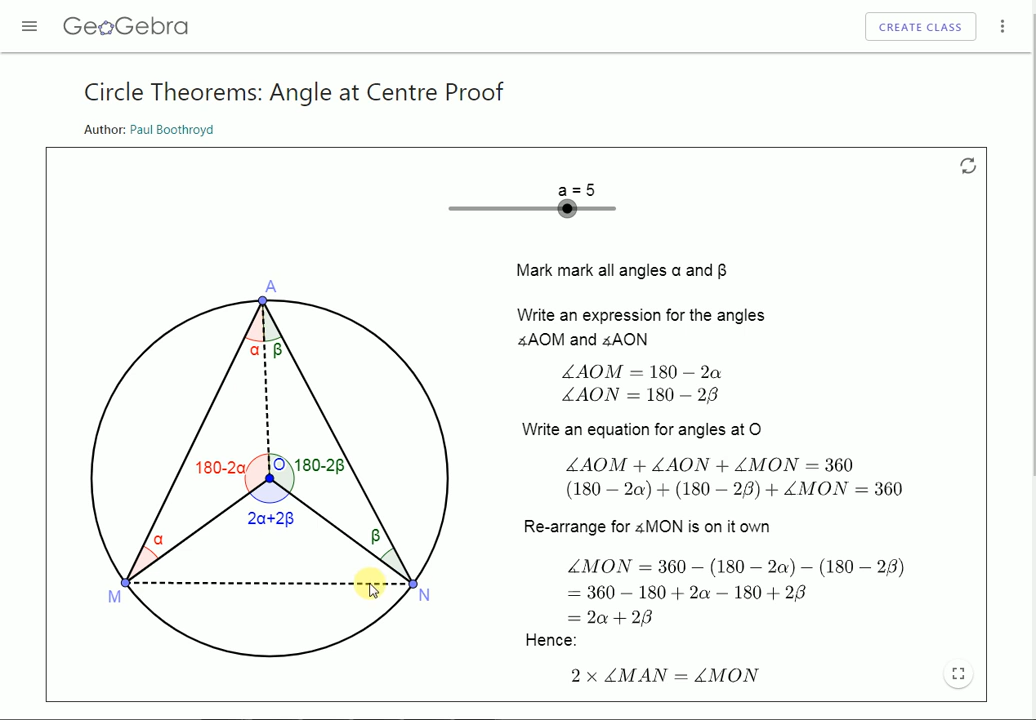 GeoGebra
CREATE CLASS
Circle Theorems: Angle at Centre Proof
Author: Paul Boothroyd
a = 5
Mark mark all angles α and β
Write an expression for the angles
∡AOM and ∡AON
∡AOM = 180 − 2α
∡AON = 180 − 2β
Write an equation for angles at O
∡AOM + ∡AON + ∡MON = 360
(180 − 2α) + (180 − 2β) + ∡MON = 360
Re-arrange for ∡MON is on it own
∡MON = 360 − (180 − 2α) − (180 − 2β)
= 360 − 180 + 2α − 180 + 2β
= 2α + 2β
Hence:
2 × ∡MAN = ∡MON
A
α β
180-2α O 180-2β
2α+2β
α β
M N